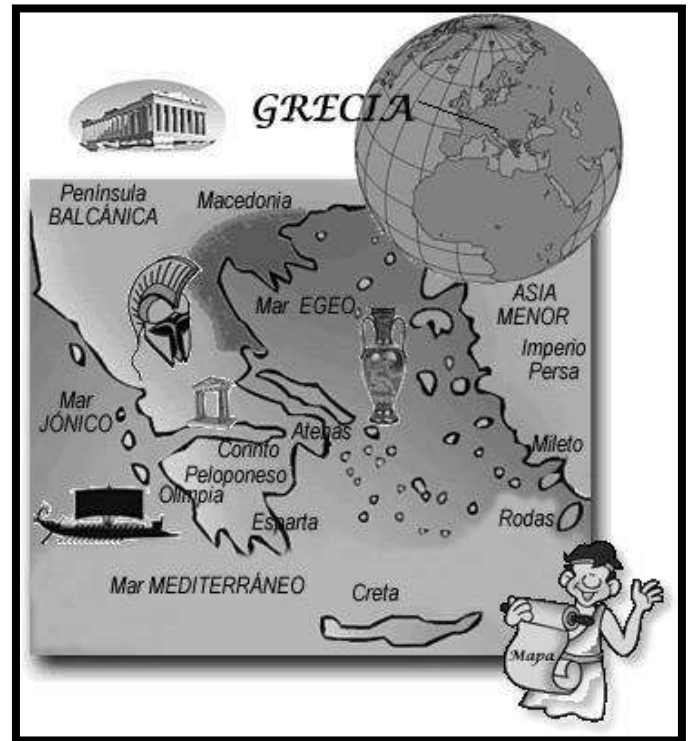 GRECIA
Península
BALCÁNICA
Macedonia
Mar EGEO
ASIA
MENOR
Imperio
Persa
Mar
JÓNICO
Atenas
Corinto
Peloponeso
Olimpia
Esparta
Mileto
Rodas
Mar MEDITERRÁNEO
Creta
Mapa